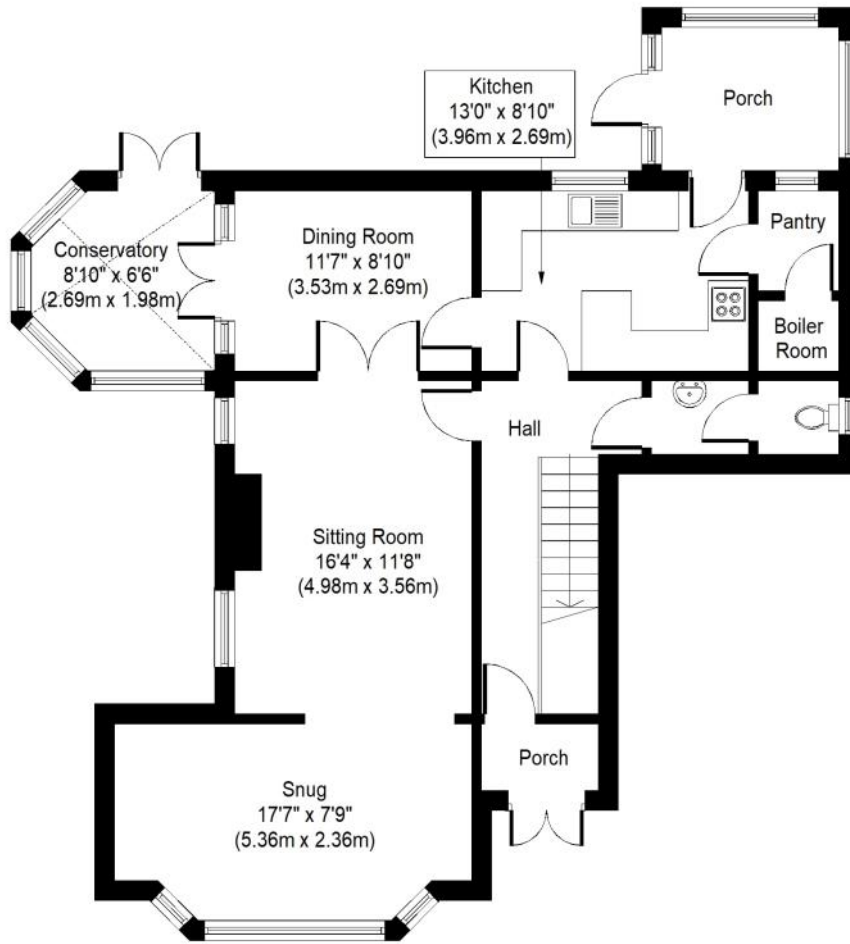 Kitchen
13'0" x 8'10"
(3.96m x 2.69m)
Porch
Conservatory
8'10" x 6'6"
(2.69m x 1.98m)
Dining Room
11'7" x 8'10"
(3.53m x 2.69m)
Pantry
Boiler
Room
Hall
Sitting Room
16'4" x 11'8"
(4.98m x 3.56m)
Porch
Snug
17'7" x 7'9"
(5.36m x 2.36m)